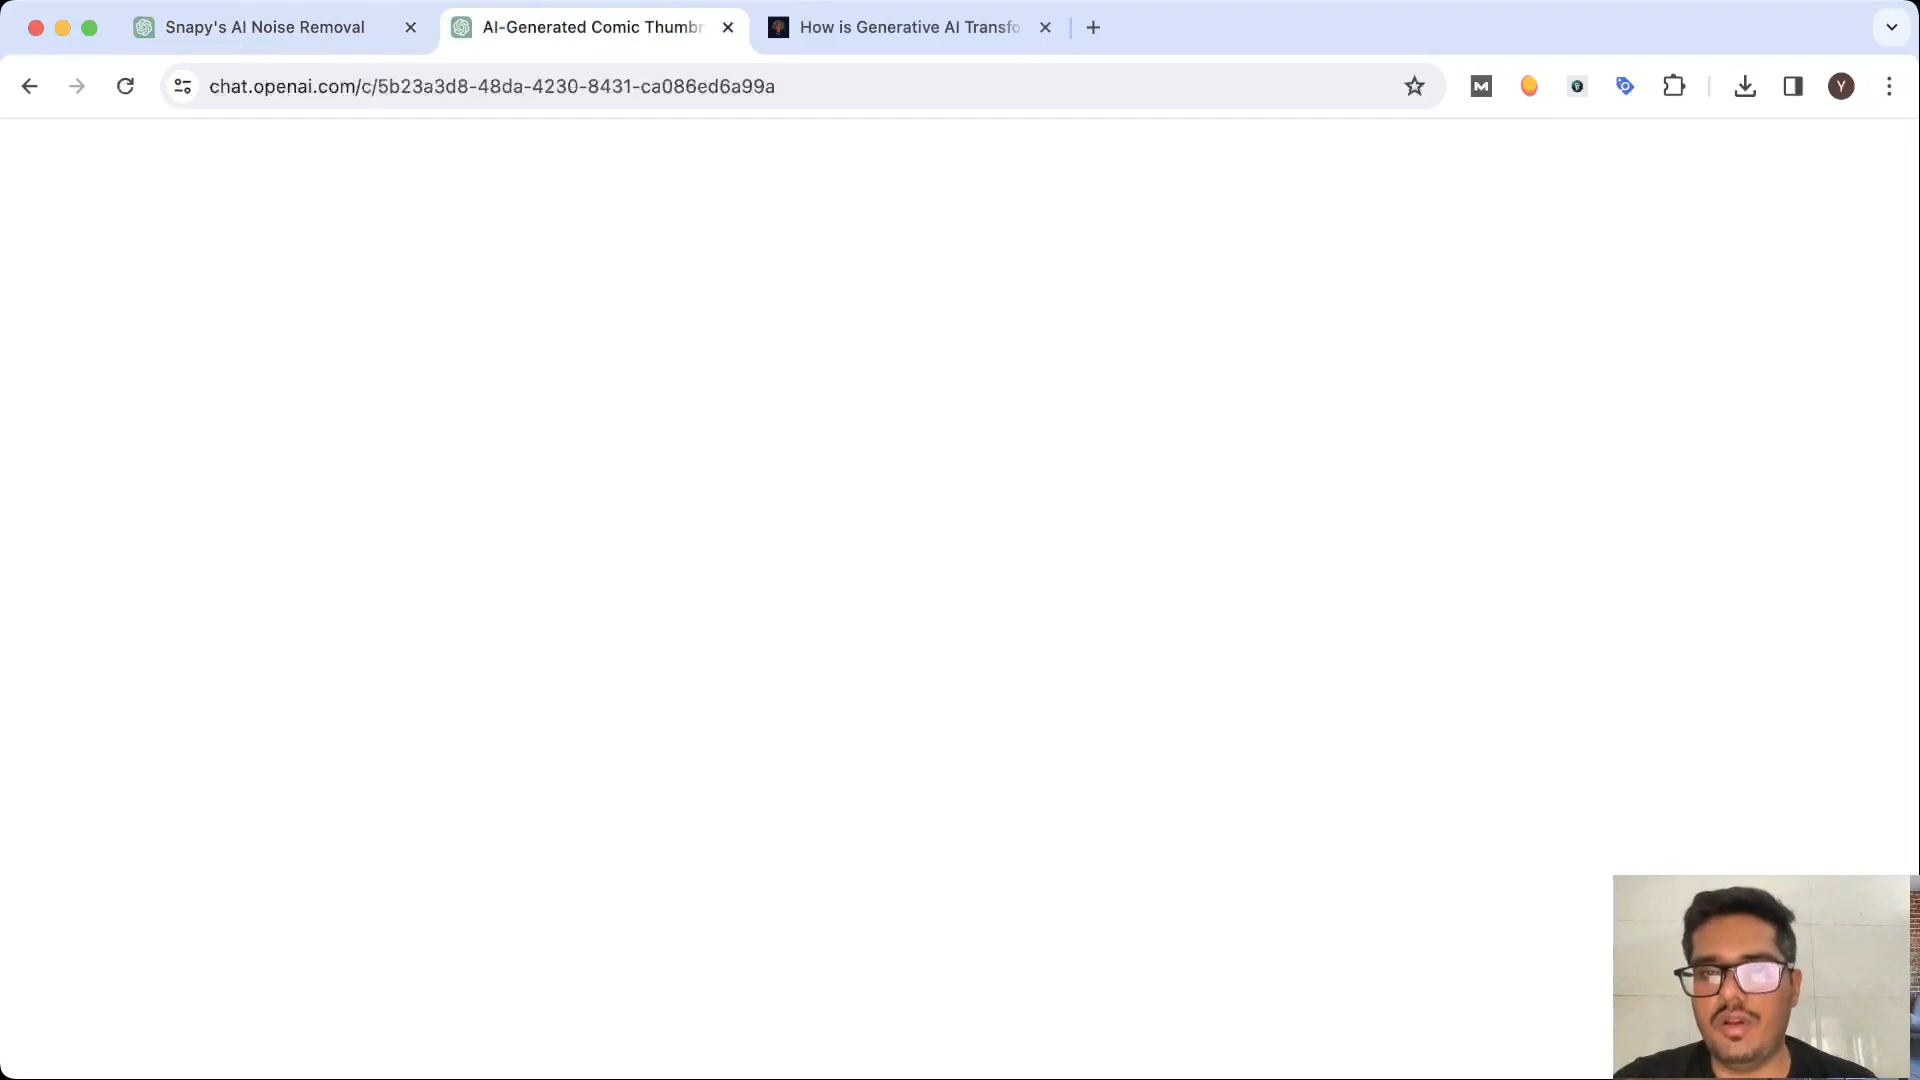 Snapy's AI Noise Removal
AI-Generated Comic Thumbr
How is Generative AI Transfo
chat.openai.com/c/5b23a3d8-48da-4230-8431-ca086ed6a99a
M
Y